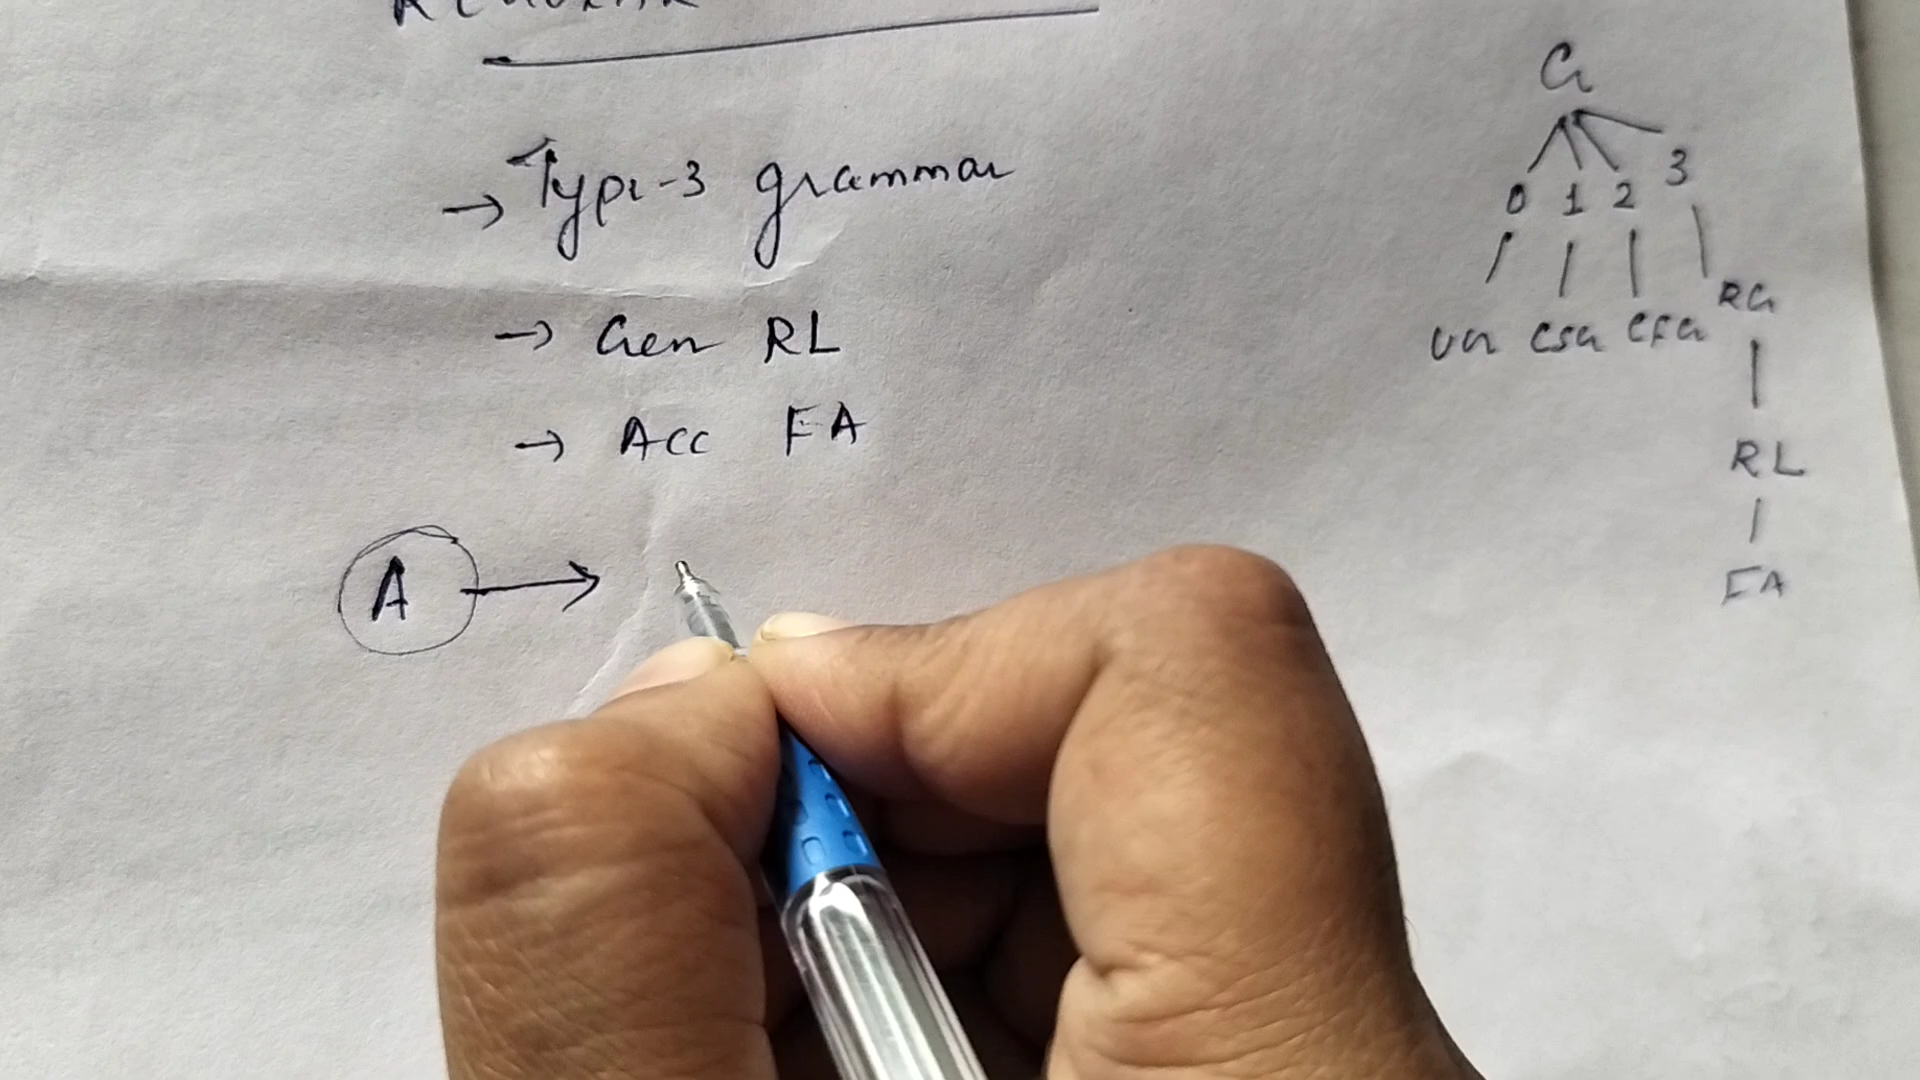 → Type-3 grammar
→ Gen RL
→ Acc FA
A →
G
0 1 2 3
UG CSG CFG RG
RL
FA